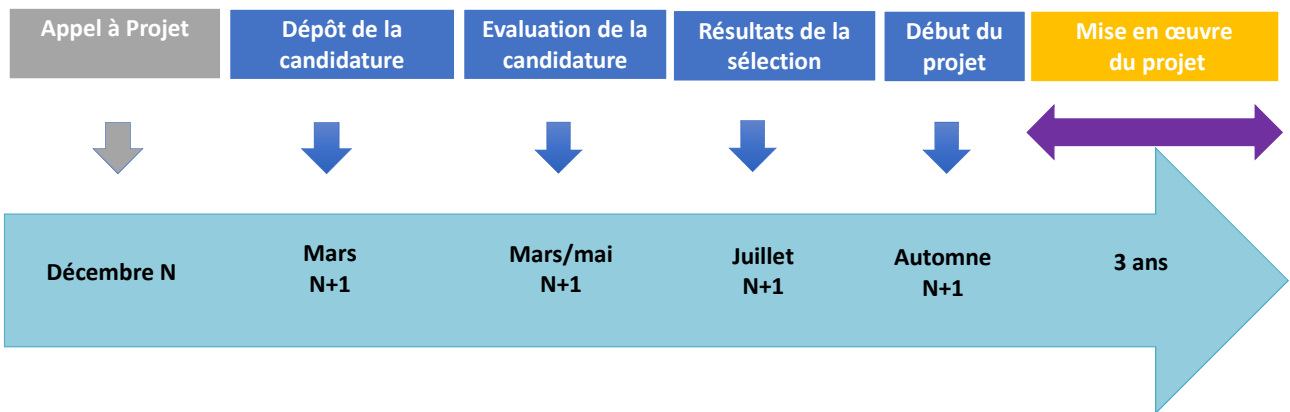 Appel à Projet
Dépôt de la
candidature
Evaluation de la
candidature
Résultats de la
sélection
Début du
projet
Mise en œuvre
du projet
Décembre N
Mars
N+1
Mars/mai
N+1
Juillet
N+1
Automne
N+1
3 ans